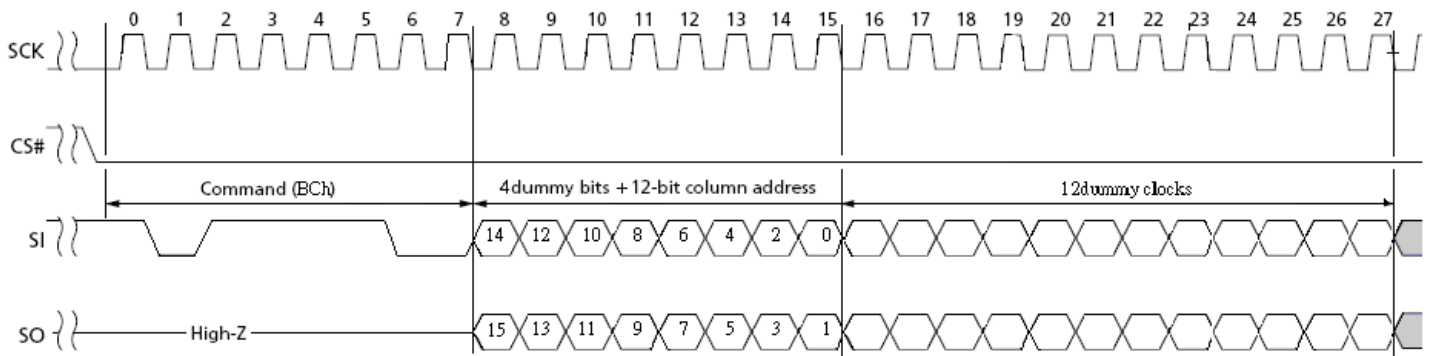 0 1 2 3 4 5 6 7 8 9 10 11 12 13 14 15 16 17 18 19 20 21 22 23 24 25 26 27
SCK
CS#
Command (BCh) 4dummy bits + 12-bit column address 12dummy clocks
SI 14 12 10 8 6 4 2 0
SO High-Z 15 13 11 9 7 5 3 1